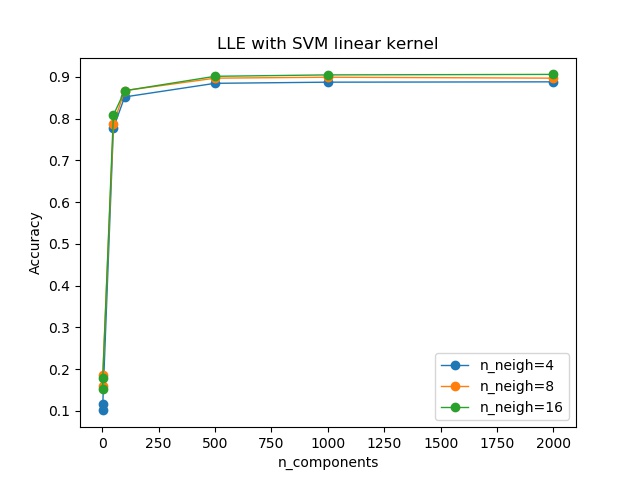 LLE with SVM linear kernel
Accuracy
0.9
0.8
0.7
0.6
0.5
0.4
0.3
0.2
0.1
n_neigh=4
n_neigh=8
n_neigh=16
0 250 500 750 1000 1250 1500 1750 2000
n_components